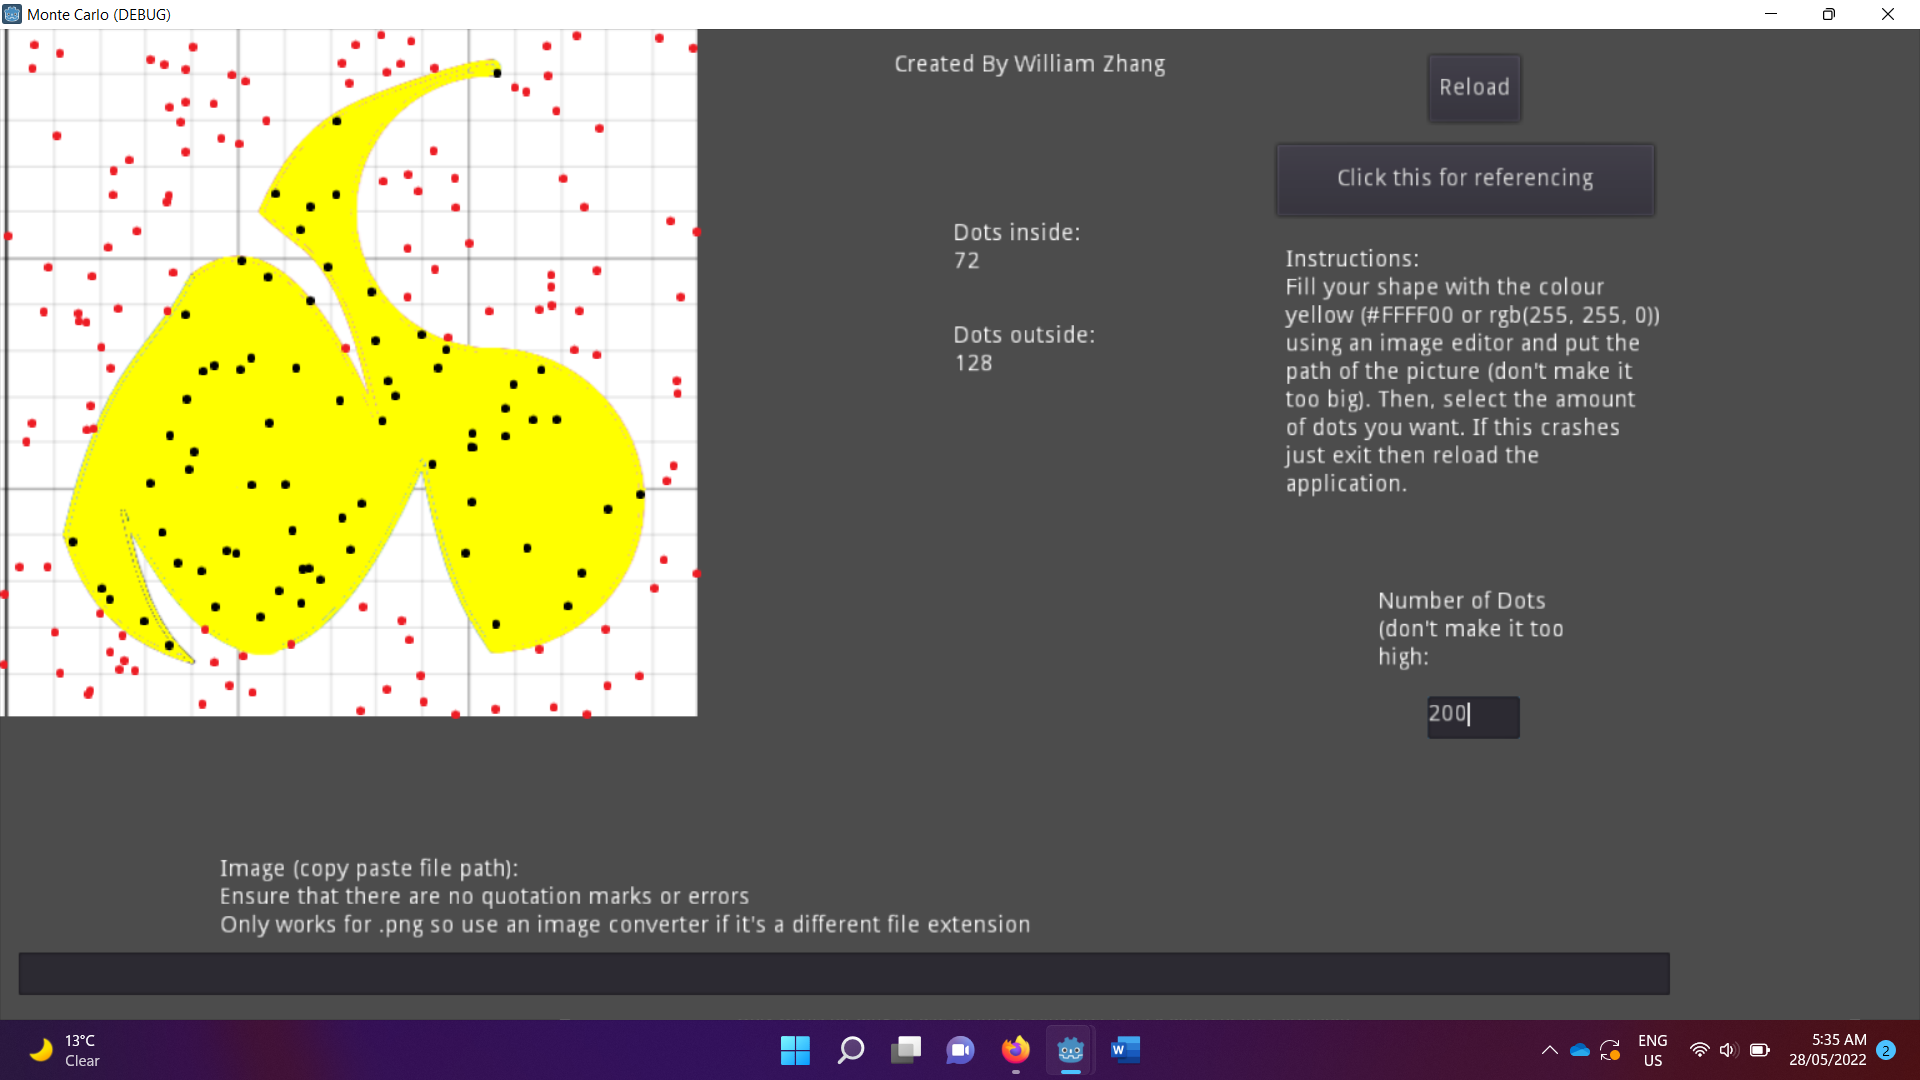 Monte Carlo (DEBUG)
Created By William Zhang
Reload
Click this for referencing
Dots inside:
72
Dots outside:
128
Instructions:
Fill your shape with the colour
yellow (#FFFF00 or rgb(255, 255, 0))
using an image editor and put the
path of the picture (don't make it
too big). Then, select the amount
of dots you want. If this crashes
just exit then reload the
application.
Number of Dots
(don't make it too
high:
200
Image (copy paste file path):
Ensure that there are no quotation marks or errors
Only works for .png so use an image converter if it's a different file extension
13°C
Clear
W
ENG
US
5:35 AM
28/05/2022
2